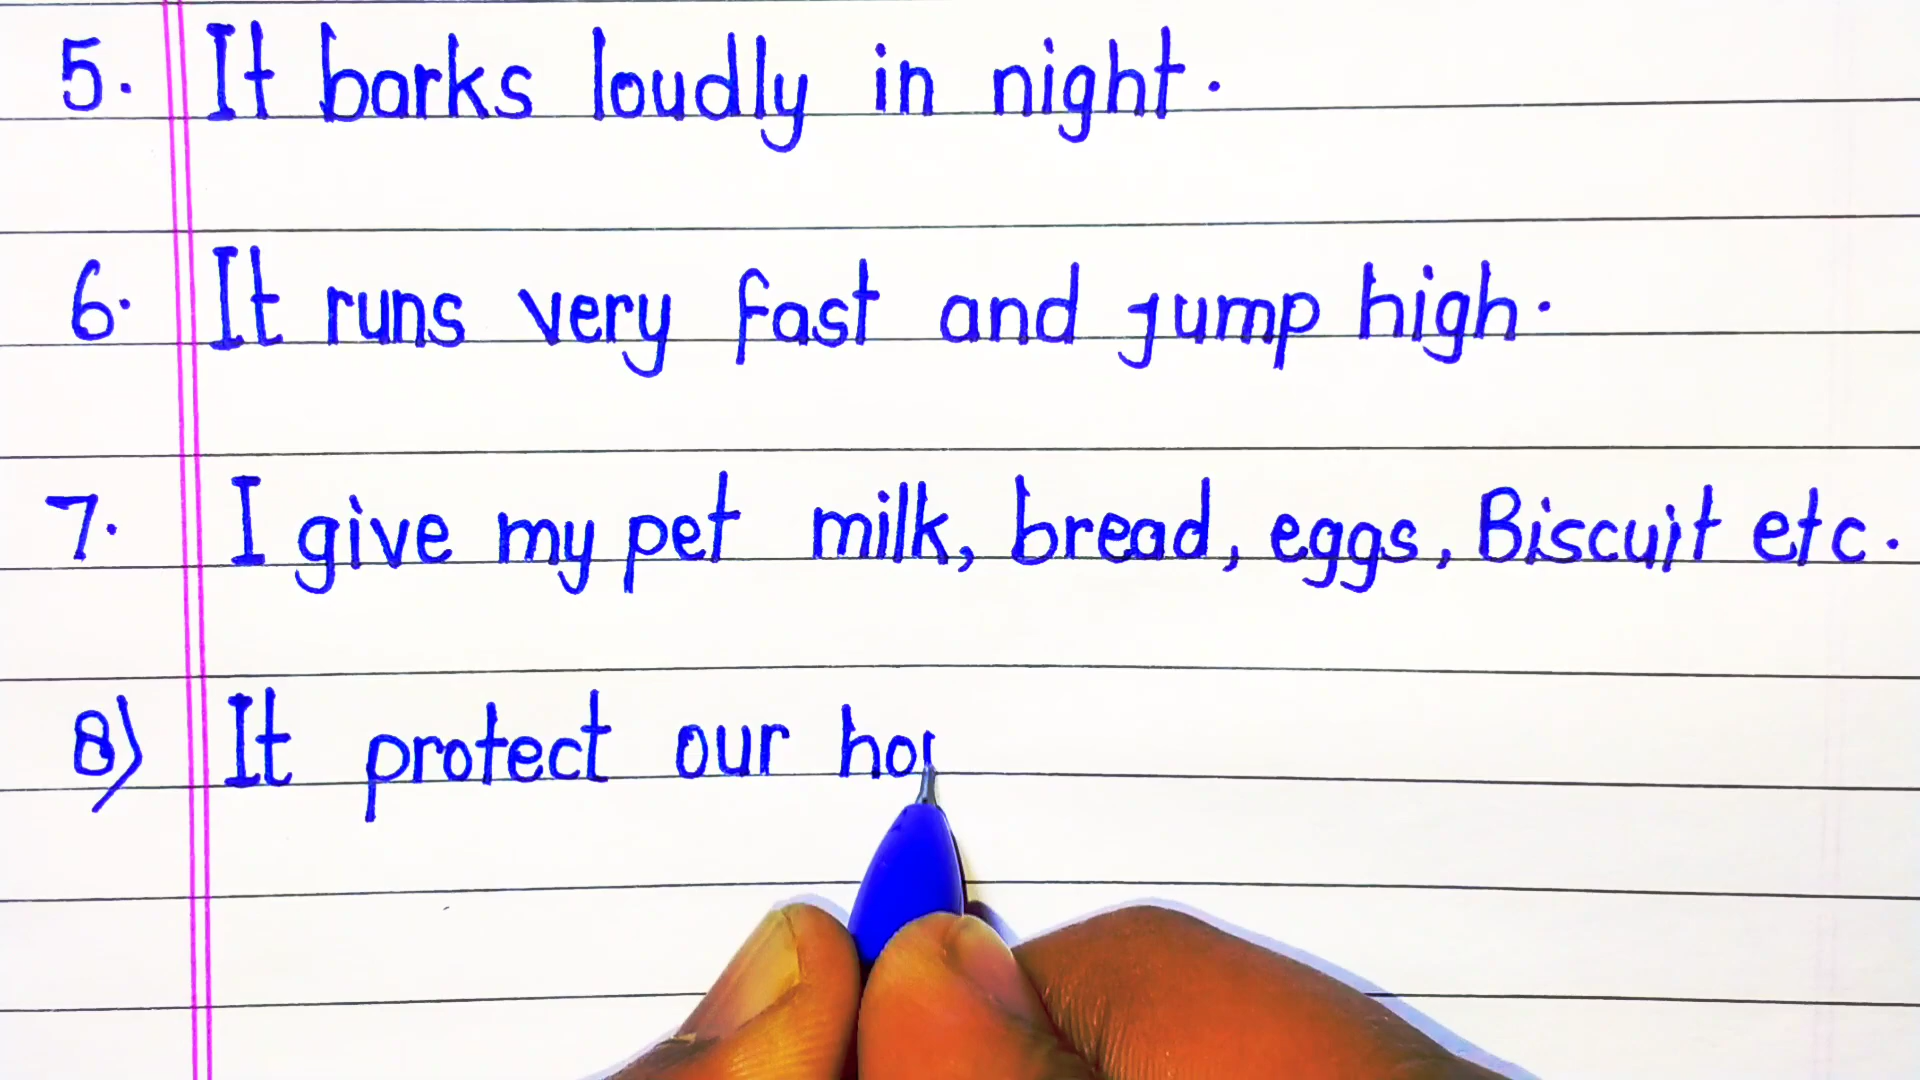 5. It barks loudly in night.
6. It runs very fast and jump high.
7. I give my pet milk, bread, eggs, Biscuit etc.
8) It protect our